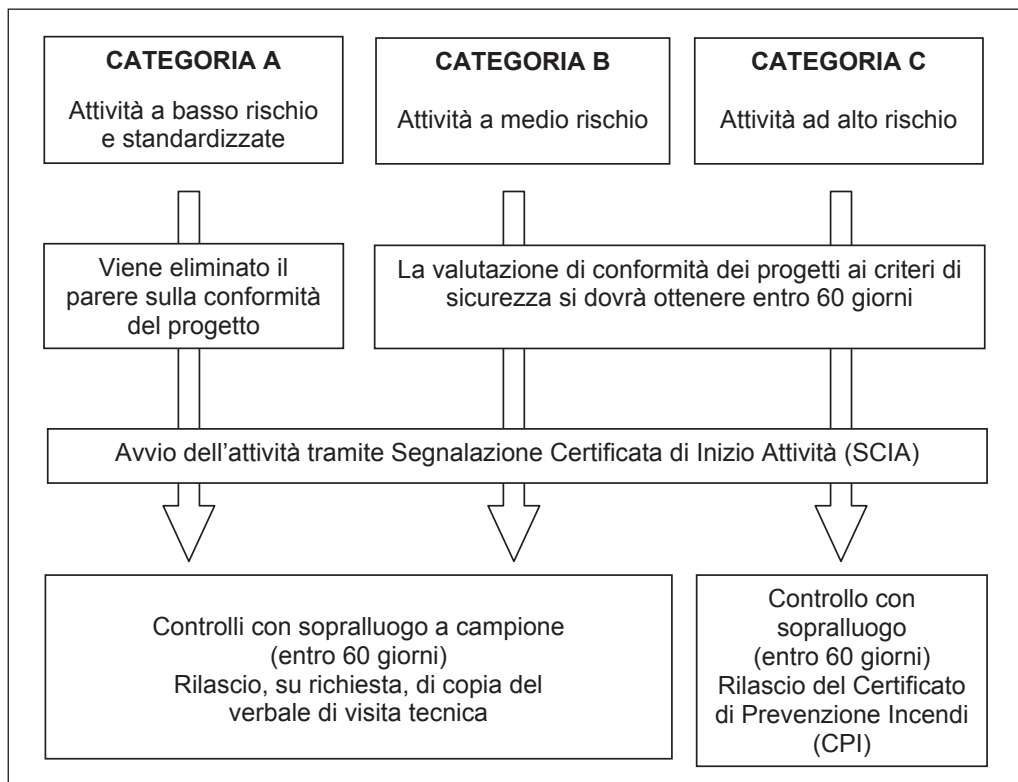 CATEGORIA A
Attività a basso rischio
e standardizzate
CATEGORIA B
Attività a medio rischio
CATEGORIA C
Attività ad alto rischio
Viene eliminato il
parere sulla conformità
del progetto
La valutazione di conformità dei progetti ai criteri di
sicurezza si dovrà ottenere entro 60 giorni
Avvio dell’attività tramite Segnalazione Certificata di Inizio Attività (SCIA)
Controlli con sopralluogo a campione
(entro 60 giorni)
Rilascio, su richiesta, di copia del
verbale di visita tecnica
Controllo con
sopralluogo
(entro 60 giorni)
Rilascio del Certificato
di Prevenzione Incendi
(CPI)